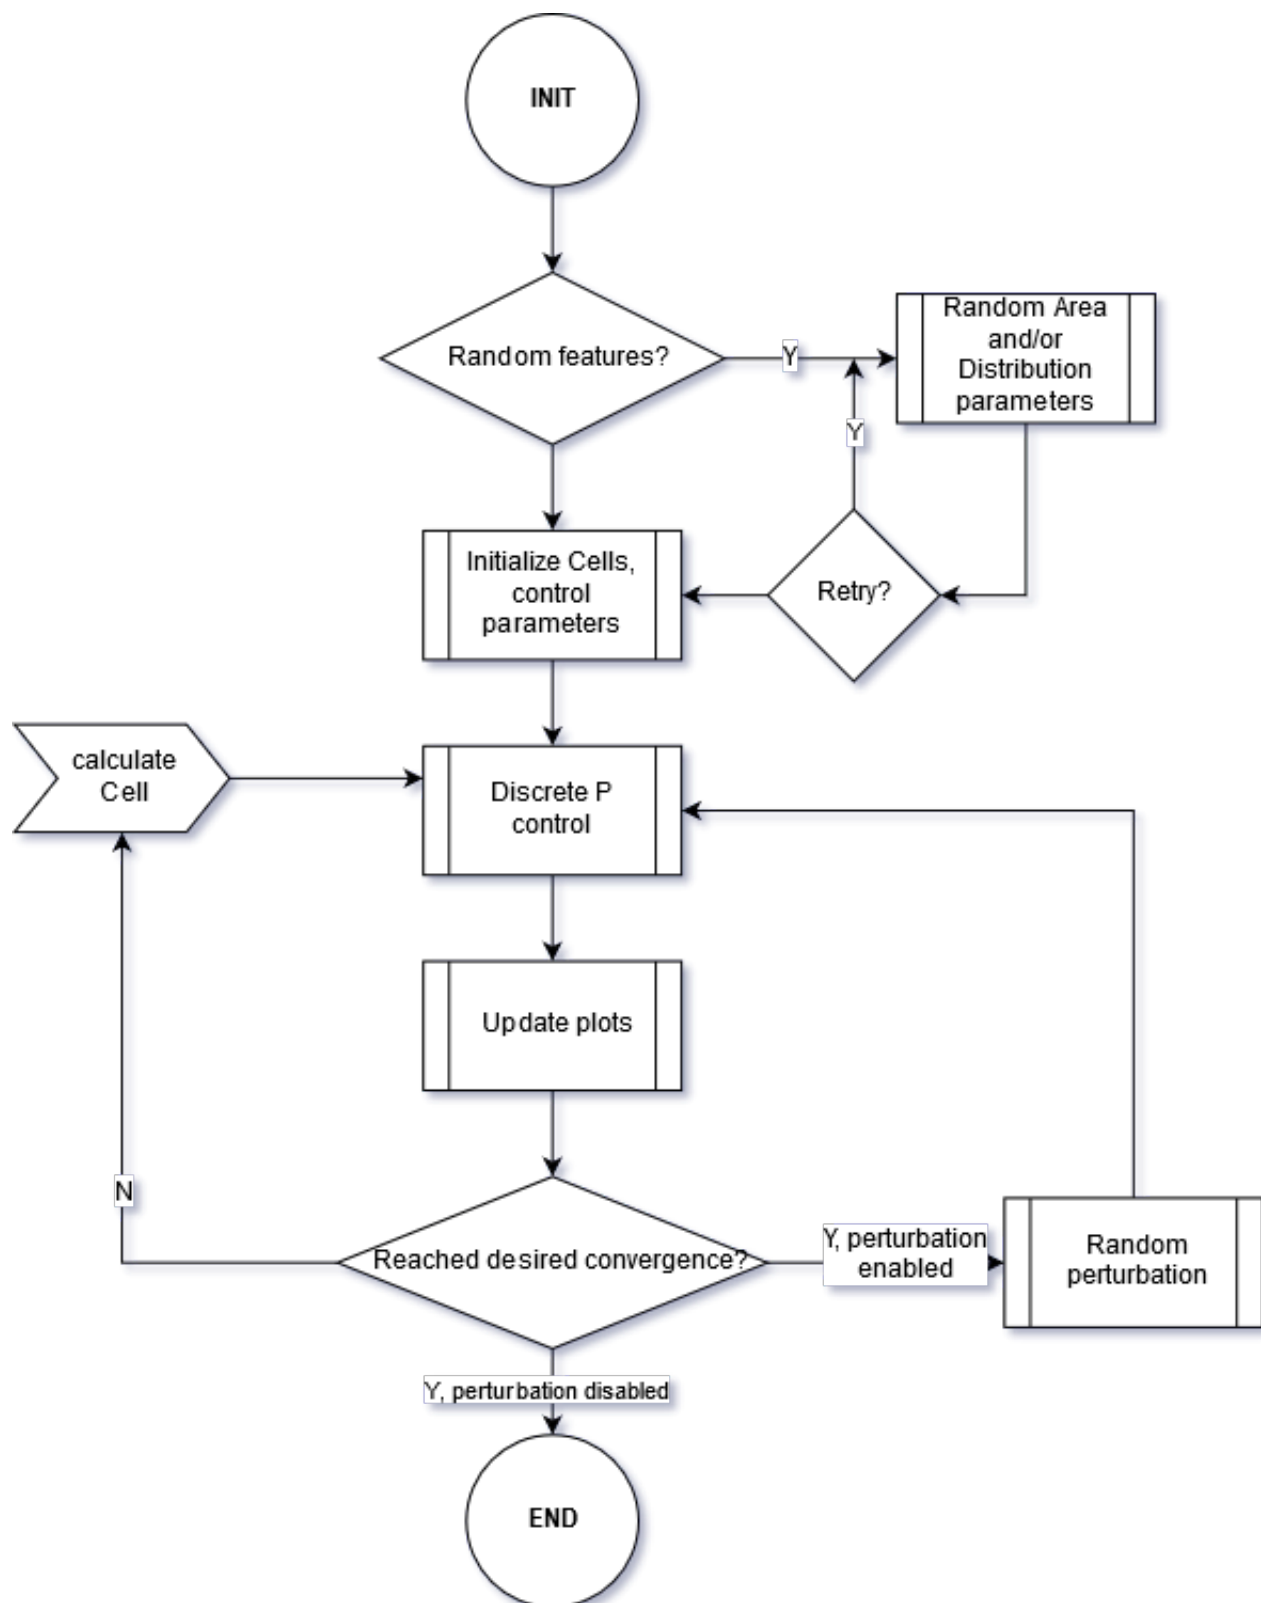 INIT
Random features?
Y
Random Area
and/or
Distribution
parameters
Y
Initialize Cells,
control
parameters
Retry?
calculate
Cell
Discrete P
control
Update plots
N
Reached desired convergence?
Y, perturbation
enabled
Random
perturbation
Y, perturbation disabled
END